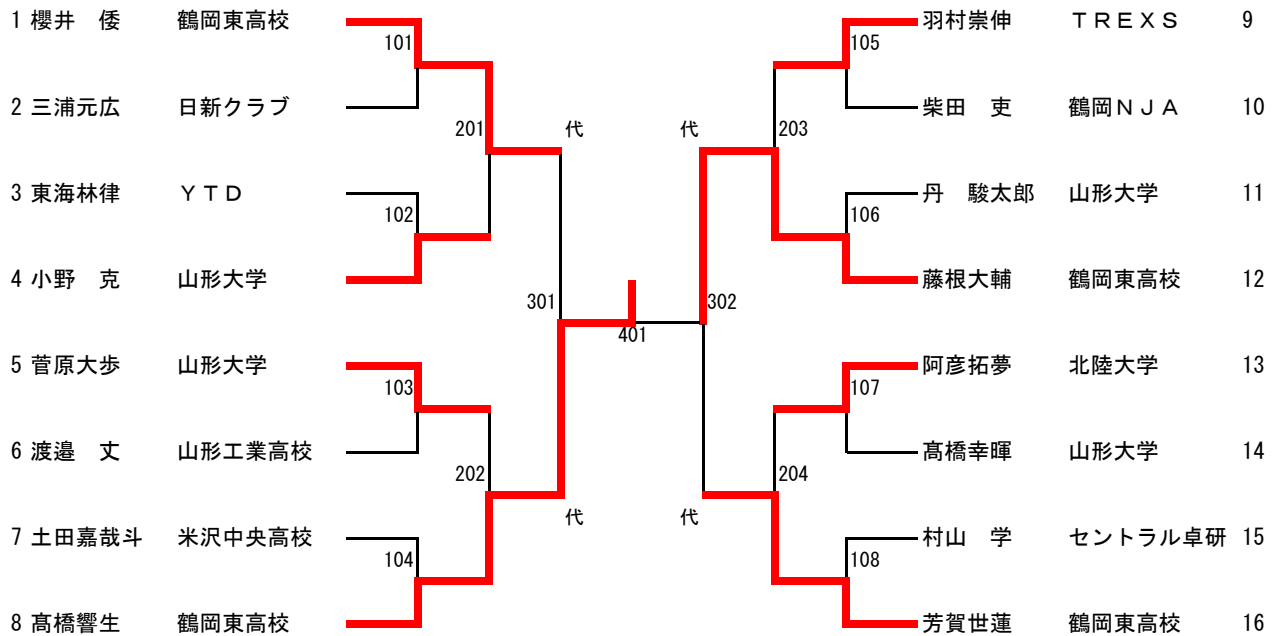 1 櫻井　倭 鶴岡東高校
101
2 三浦元広 日新クラブ
201
代
3 東海林律 ＹＴＤ
102
4 小野　克 山形大学
301
5 菅原大歩 山形大学
103
6 渡邉　丈 山形工業高校
202
代
7 土田嘉哉斗 米沢中央高校
104
8 髙橋響生 鶴岡東高校
401
羽村崇伸 ＴＲＥＸＳ 9
105
柴田　吏 鶴岡ＮＪＡ 10
代
203
丹　駿太郎 山形大学 11
106
藤根大輔 鶴岡東高校 12
302
阿彦拓夢 北陸大学 13
107
髙橋幸暉 山形大学 14
204
代
村山　学 セントラル卓研 15
108
芳賀世蓮 鶴岡東高校 16